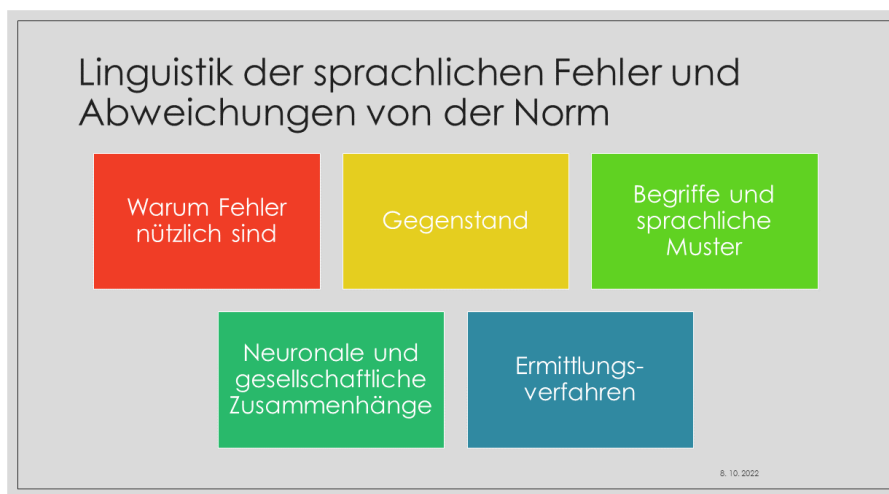 Linguistik der sprachlichen Fehler und
Abweichungen von der Norm
Warum Fehler
nützlich sind
Gegenstand
Begriffe und
sprachliche
Muster
Neuronale und
gesellschaftliche
Zusammenhänge
Ermittlungs-
verfahren
8. 10. 2022